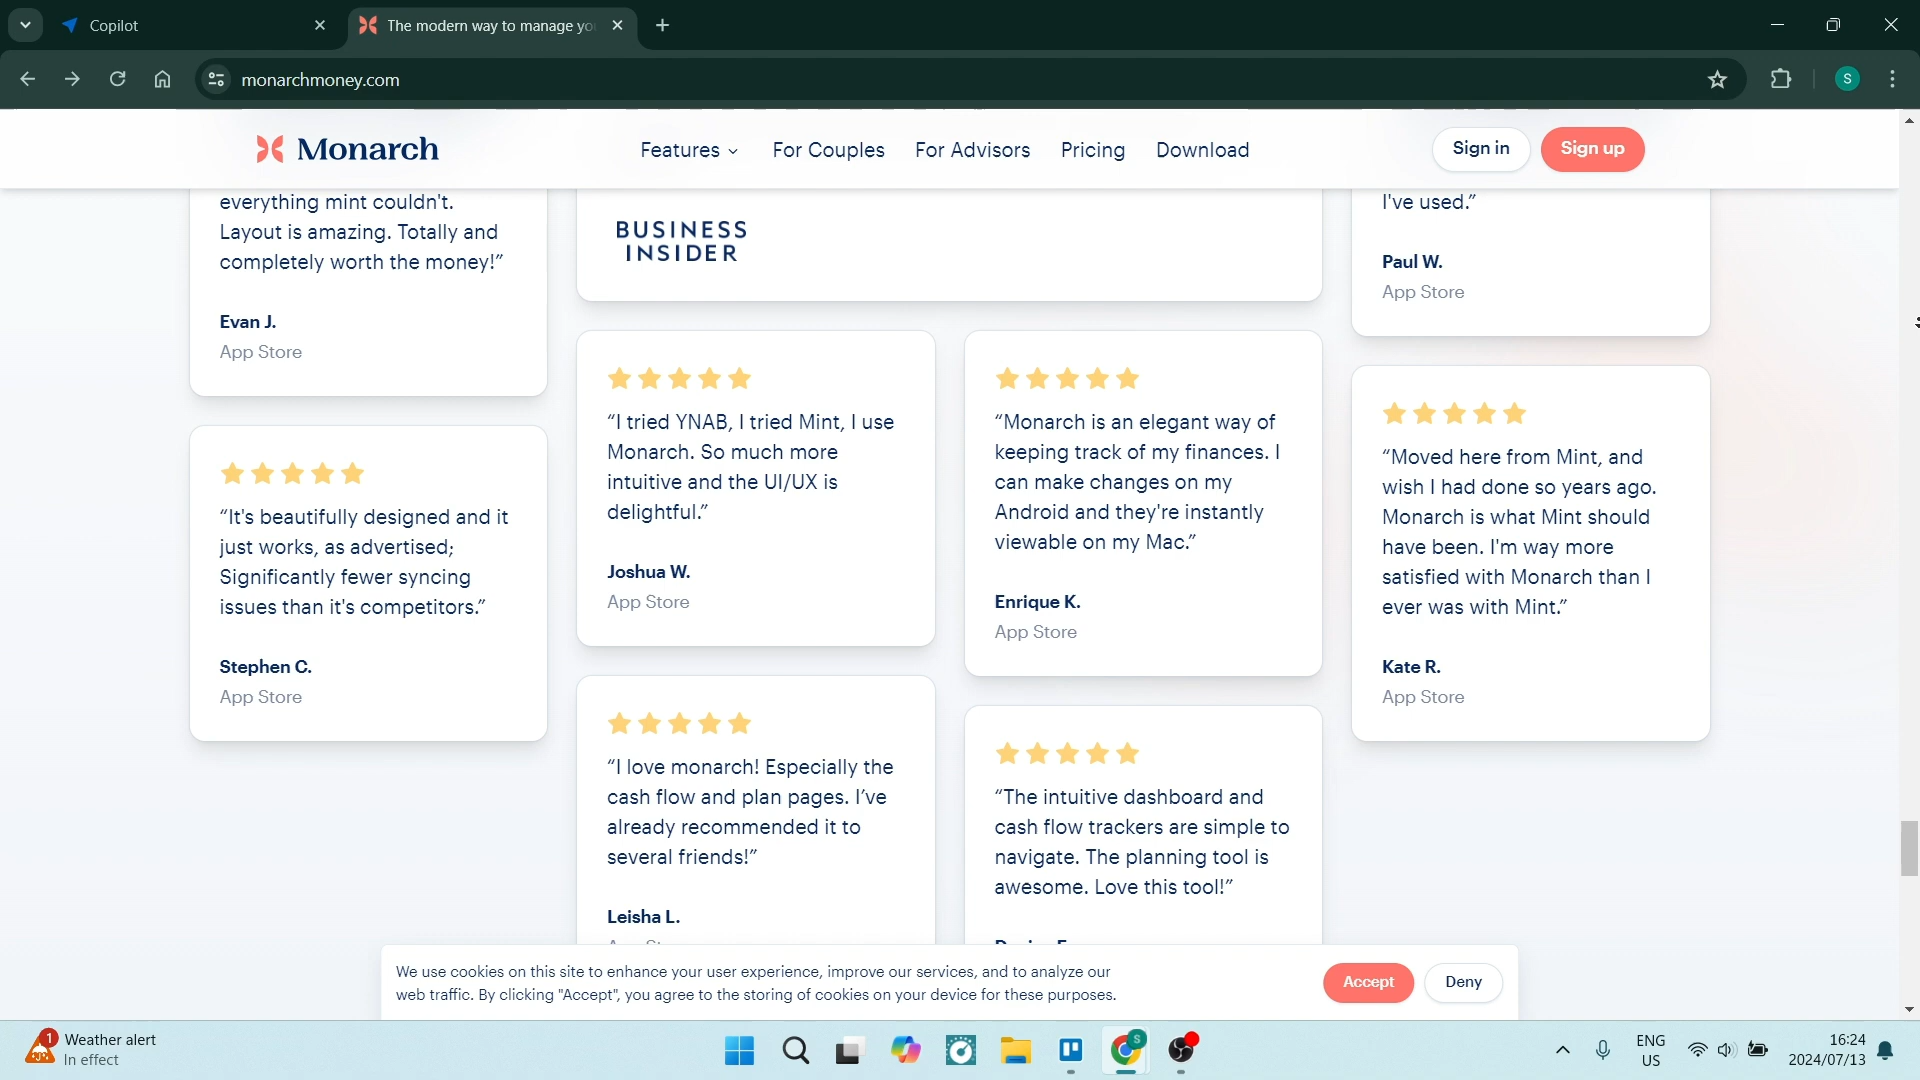 Copilot
The modern way to manage yo
monarchmoney.com
S
Monarch
Features
For Couples
For Advisors
Pricing
Download
Sign in
Sign up
everything mint couldn't.
Layout is amazing. Totally and
completely worth the money!”
Evan J.
App Store
“It's beautifully designed and it
just works, as advertised;
Significantly fewer syncing
issues than it's competitors.”
Stephen C.
App Store
BUSINESS
INSIDER
“I tried YNAB, I tried Mint, I use
Monarch. So much more
intuitive and the UI/UX is
delightful.”
Joshua W.
App Store
“I love monarch! Especially the
cash flow and plan pages. I’ve
already recommended it to
several friends!”
Leisha L.
“Monarch is an elegant way of
keeping track of my finances. I
can make changes on my
Android and they're instantly
viewable on my Mac.”
Enrique K.
App Store
“The intuitive dashboard and
cash flow trackers are simple to
navigate. The planning tool is
awesome. Love this tool!”
I've used.”
Paul W.
App Store
“Moved here from Mint, and
wish I had done so years ago.
Monarch is what Mint should
have been. I'm way more
satisfied with Monarch than I
ever was with Mint.”
Kate R.
App Store
We use cookies on this site to enhance your user experience, improve our services, and to analyze our
web traffic. By clicking "Accept", you agree to the storing of cookies on your device for these purposes.
Accept
Deny
1
Weather alert
In effect
S
ENG
US
16:24
2024/07/13